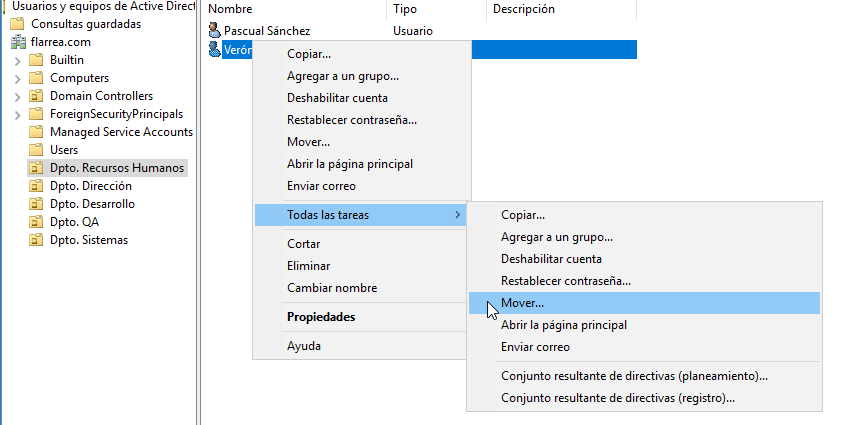 Usuarios y equipos de Active Direct
Consultas guardadas
flarrea.com
Builtin
Computers
Domain Controllers
ForeignSecurityPrincipals
Managed Service Accounts
Users
Dpto. Recursos Humanos
Dpto. Dirección
Dpto. Desarrollo
Dpto. QA
Dpto. Sistemas
Nombre Tipo Descripción
Pascual Sánchez Usuario
Verón
Copiar...
Agregar a un grupo...
Deshabilitar cuenta
Restablecer contraseña...
Mover...
Abrir la página principal
Enviar correo
Todas las tareas
Cortar
Eliminar
Cambiar nombre
Propiedades
Ayuda
Copiar...
Agregar a un grupo...
Deshabilitar cuenta
Restablecer contraseña...
Mover...
Abrir la página principal
Enviar correo
Conjunto resultante de directivas (planeamiento)...
Conjunto resultante de directivas (registro)...